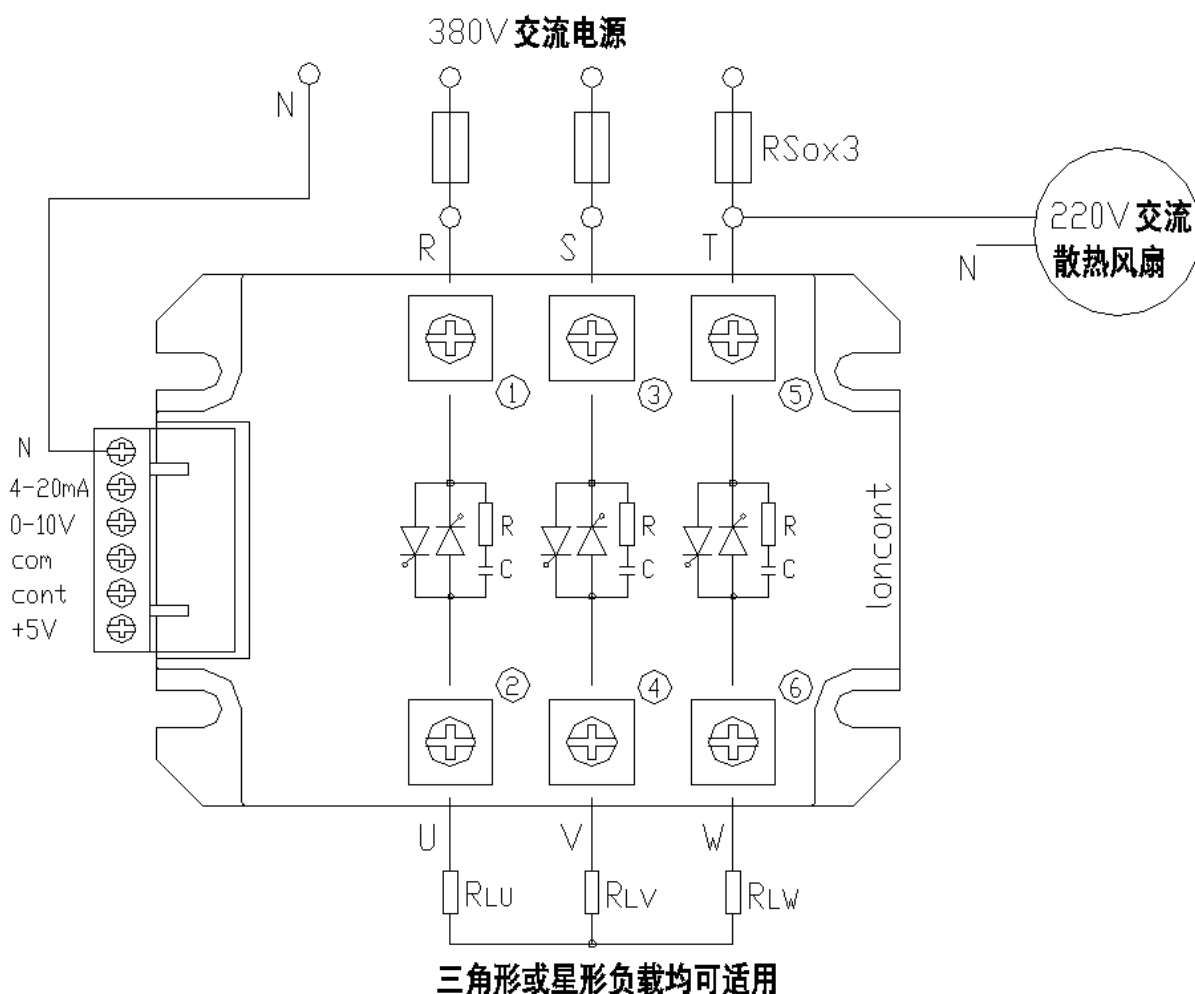 380V 交流电源
N
RSox3
R
S
T
220V 交流
散热风扇
N
1
3
5
N
4-20mA
0-10V
com
cont
+5V
R
C
R
C
R
C
loncont
2
4
6
U
V
W
RLU
RLV
RLW
三角形或星形负载均可适用